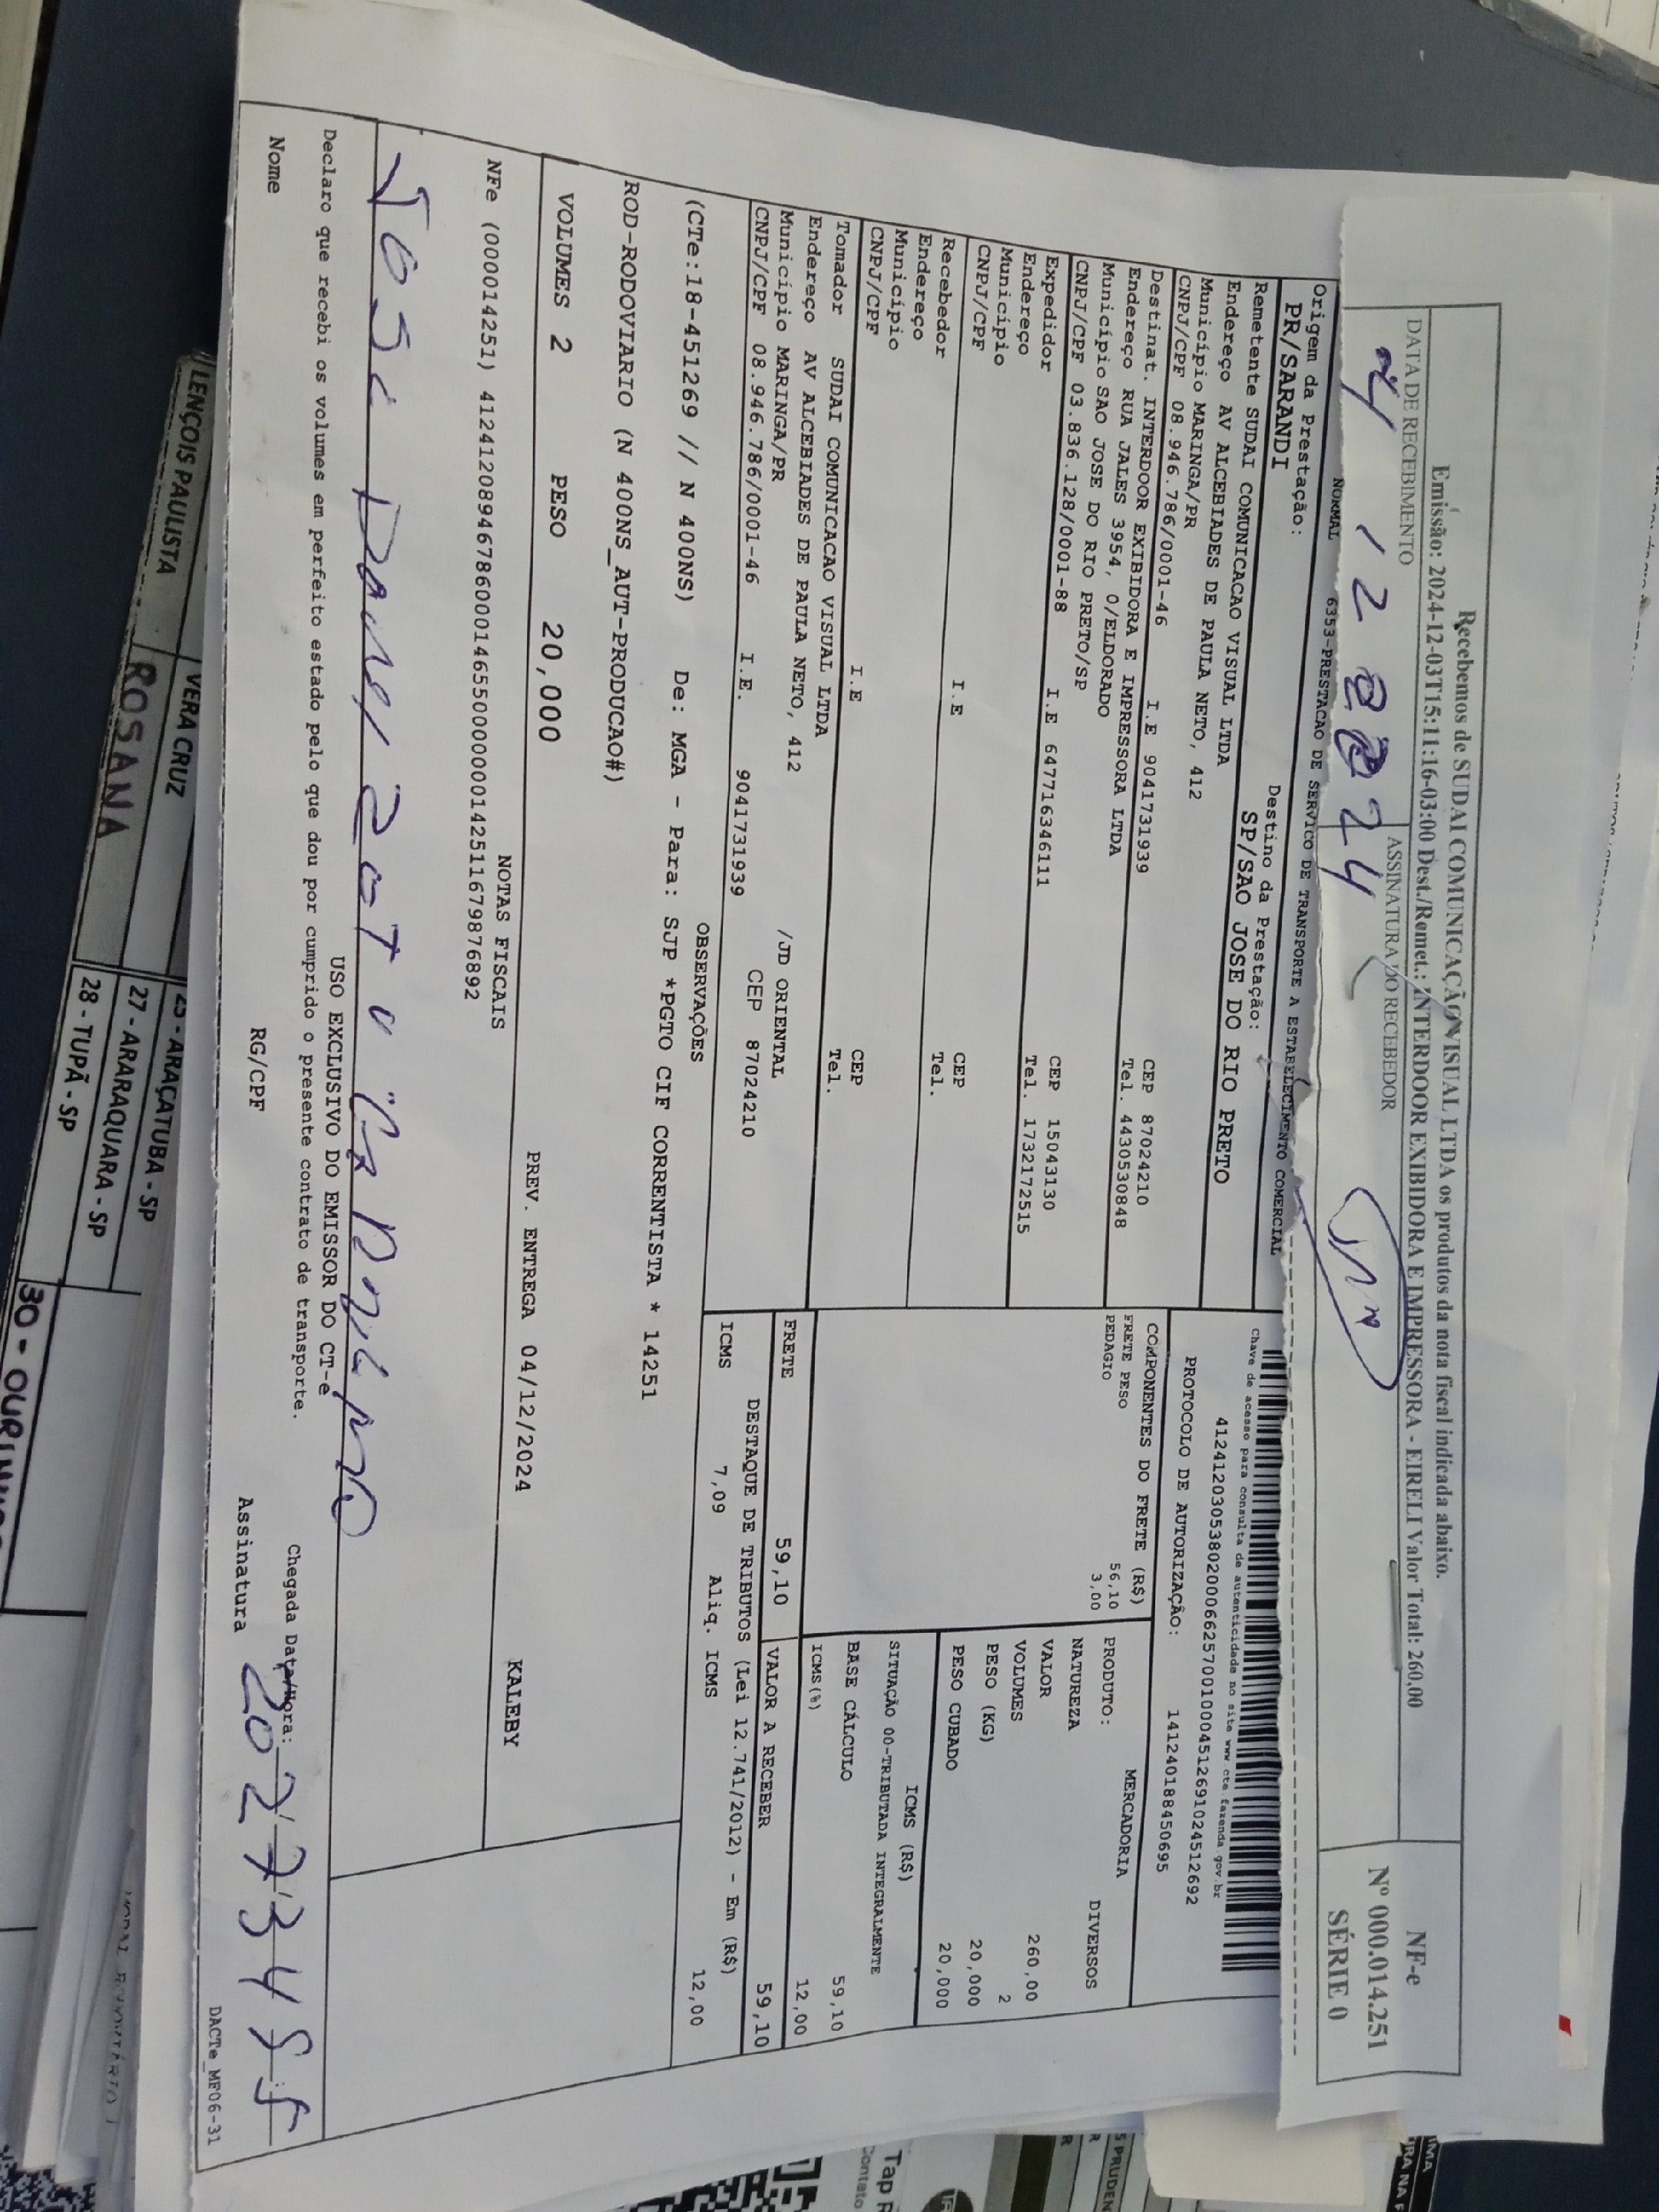 Recebemos de SUDAI COMUNICAÇÃO VISUAL LTDA os produtos da nota fiscal indicada abaixo.
Emissão: 2024-12-03T15:11:16-03:00 Dest./Remet.: INTERDOOR EXIBIDORA E IMPRESSORA - EIRELI Valor Total: 260,00
DATA DE RECEBIMENTO
ASSINATURA DO RECEBEDOR
NF-e
Nº 000.014.251
SÉRIE 0
NORMAL 6353-PRESTACAO DE SERVICO DE TRANSPORTE A ESTABELECIMENTO COMERCIAL
Origem da Prestação:
PR/SARANDI
Destino da Prestação:
SP/SAO JOSE DO RIO PRETO
Remetente SUDAI COMUNICACAO VISUAL LTDA
Endereço AV ALCEBIADES DE PAULA NETO, 412
Município MARINGA/PR CEP 87024210
CNPJ/CPF 08.946.786/0001-46 I.E 9041731939 Tel. 4430530848
Destinat. INTERDOOR EXIBIDORA E IMPRESSORA LTDA
Endereço RUA JALES 3954, 0/ELDORADO
Município SAO JOSE DO RIO PRETO/SP CEP 15043130
CNPJ/CPF 03.836.128/0001-88 I.E 647716346111 Tel. 1732172515
Expedidor
Endereço
Município CEP
CNPJ/CPF I.E Tel.
Recebedor
Endereço
Município CEP
CNPJ/CPF I.E Tel.
Tomador SUDAI COMUNICACAO VISUAL LTDA
Endereço AV ALCEBIADES DE PAULA NETO, 412 /JD ORIENTAL
Município MARINGA/PR CEP 87024210
CNPJ/CPF 08.946.786/0001-46 I.E. 9041731939
Chave de acesso para consulta de autenticidade no site www cte fazenda gov.br
41241203053802000662570010004512691024512692
PROTOCOLO DE AUTORIZAÇÃO: 141240188450695
COMPONENTES DO FRETE (R$)
FRETE PESO 56,10
PEDAGIO 3,00
MERCADORIA
PRODUTO: DIVERSOS
NATUREZA
VALOR 260,00
VOLUMES 2
PESO (KG) 20,000
PESO CUBADO 20,000
ICMS (R$)
SITUAÇÃO 00-TRIBUTADA INTEGRALMENTE
BASE CÁLCULO 59,10
ICMS(%) 12,00
FRETE 59,10
VALOR A RECEBER 59,10
DESTAQUE DE TRIBUTOS (Lei 12.741/2012) - Em (R$)
ICMS 7,09 Aliq. ICMS 12,00
OBSERVAÇÕES
(CTe:18-451269 // N 400NS) De: MGA - Para: SJP *PGTO CIF CORRENTISTA * 14251
ROD-RODOVIARIO (N 400NS_AUT-PRODUCAO#)
VOLUMES 2 PESO 20,000 PREV. ENTREGA 04/12/2024 KALEBY
NOTAS FISCAIS
NFe (000014251) 41241208946786000146550000000142511679876892
USO EXCLUSIVO DO EMISSOR DO CT-e
Declaro que recebi os volumes em perfeito estado pelo que dou por cumprido o presente contrato de transporte.
Chegada Data/Hora:
Nome RG/CPF Assinatura
DACTe_MF06-31
LENÇOIS PAULISTA
VERA CRUZ
ROSANA
- ARAÇATUBA - SP
27 - ARARAQUARA - SP
28 - TUPÃ - SP